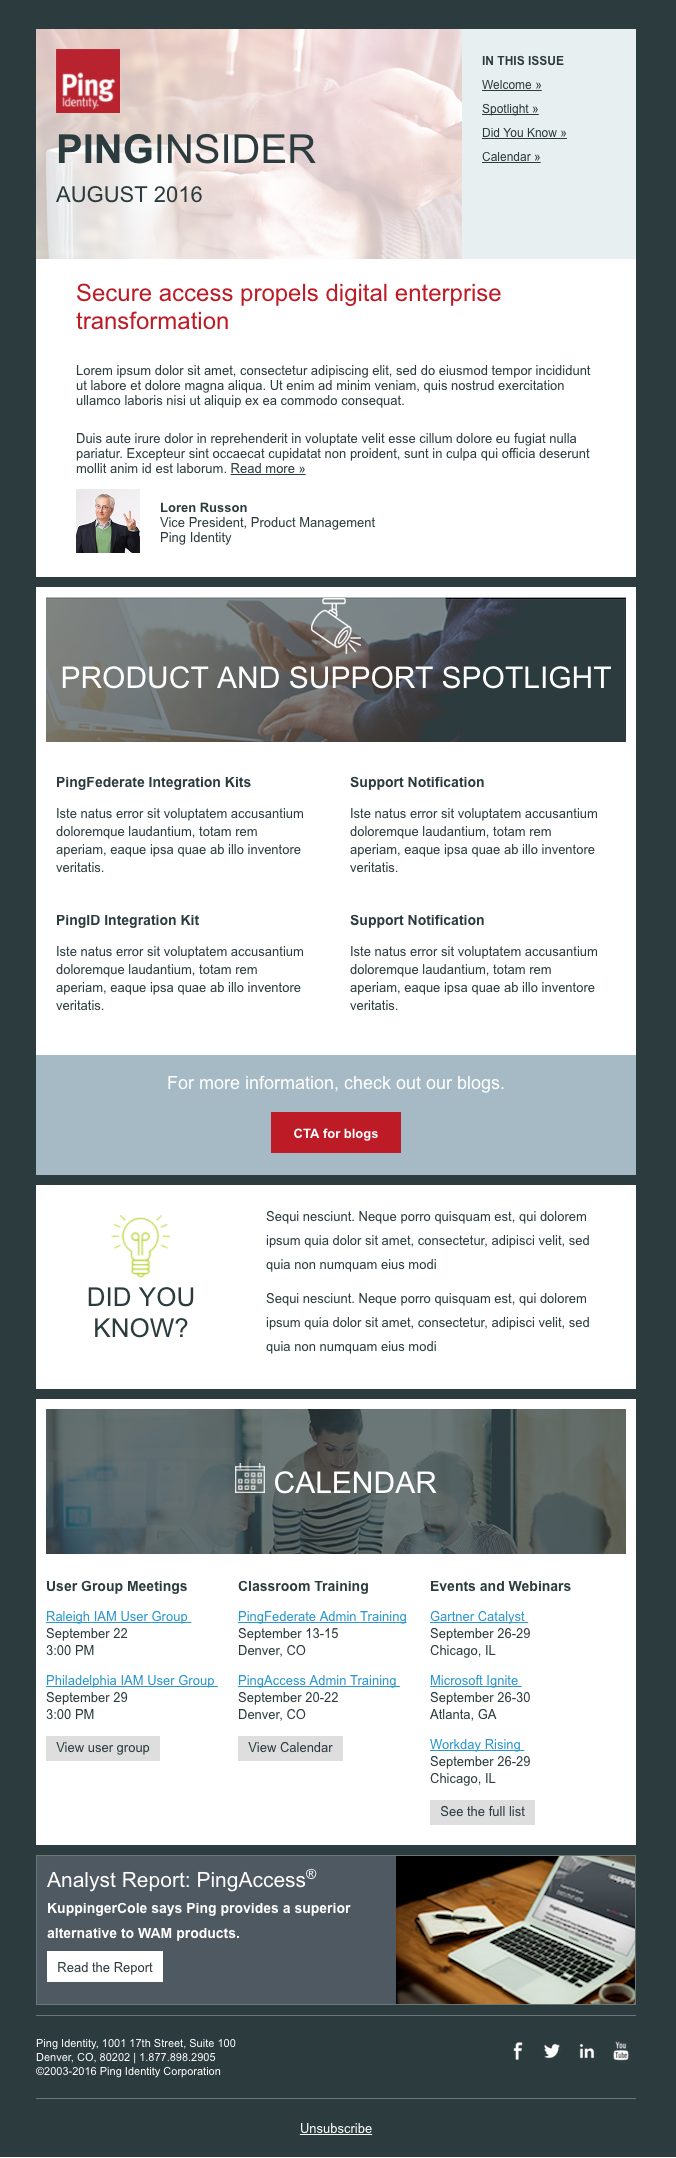 Ping
Identity.
PINGINSIDER
AUGUST 2016
IN THIS ISSUE
Welcome »
Spotlight »
Did You Know »
Calendar »
Secure access propels digital enterprise
transformation
Lorem ipsum dolor sit amet, consectetur adipiscing elit, sed do eiusmod tempor incididunt
ut labore et dolore magna aliqua. Ut enim ad minim veniam, quis nostrud exercitation
ullamco laboris nisi ut aliquip ex ea commodo consequat.
Duis aute irure dolor in reprehenderit in voluptate velit esse cillum dolore eu fugiat nulla
pariatur. Excepteur sint occaecat cupidatat non proident, sunt in culpa qui officia deserunt
mollit anim id est laborum. Read more »
Loren Russon
Vice President, Product Management
Ping Identity
PRODUCT AND SUPPORT SPOTLIGHT
PingFederate Integration Kits
Iste natus error sit voluptatem accusantium
doloremque laudantium, totam rem
aperiam, eaque ipsa quae ab illo inventore
veritatis.
Support Notification
Iste natus error sit voluptatem accusantium
doloremque laudantium, totam rem
aperiam, eaque ipsa quae ab illo inventore
veritatis.
PingID Integration Kit
Iste natus error sit voluptatem accusantium
doloremque laudantium, totam rem
aperiam, eaque ipsa quae ab illo inventore
veritatis.
Support Notification
Iste natus error sit voluptatem accusantium
doloremque laudantium, totam rem
aperiam, eaque ipsa quae ab illo inventore
veritatis.
For more information, check out our blogs.
CTA for blogs
DID YOU
KNOW?
Sequi nesciunt. Neque porro quisquam est, qui dolorem
ipsum quia dolor sit amet, consectetur, adipisci velit, sed
quia non numquam eius modi
Sequi nesciunt. Neque porro quisquam est, qui dolorem
ipsum quia dolor sit amet, consectetur, adipisci velit, sed
quia non numquam eius modi
CALENDAR
User Group Meetings
Raleigh IAM User Group
September 22
3:00 PM
Philadelphia IAM User Group
September 29
3:00 PM
View user group
Classroom Training
PingFederate Admin Training
September 13-15
Denver, CO
PingAccess Admin Training
September 20-22
Denver, CO
View Calendar
Events and Webinars
Gartner Catalyst
September 26-29
Chicago, IL
Microsoft Ignite
September 26-30
Atlanta, GA
Workday Rising
September 26-29
Chicago, IL
See the full list
Analyst Report: PingAccess®
KuppingerCole says Ping provides a superior
alternative to WAM products.
Read the Report
Ping Identity, 1001 17th Street, Suite 100
Denver, CO, 80202 | 1.877.898.2905
©2003-2016 Ping Identity Corporation
f
in
You
Tube
Unsubscribe